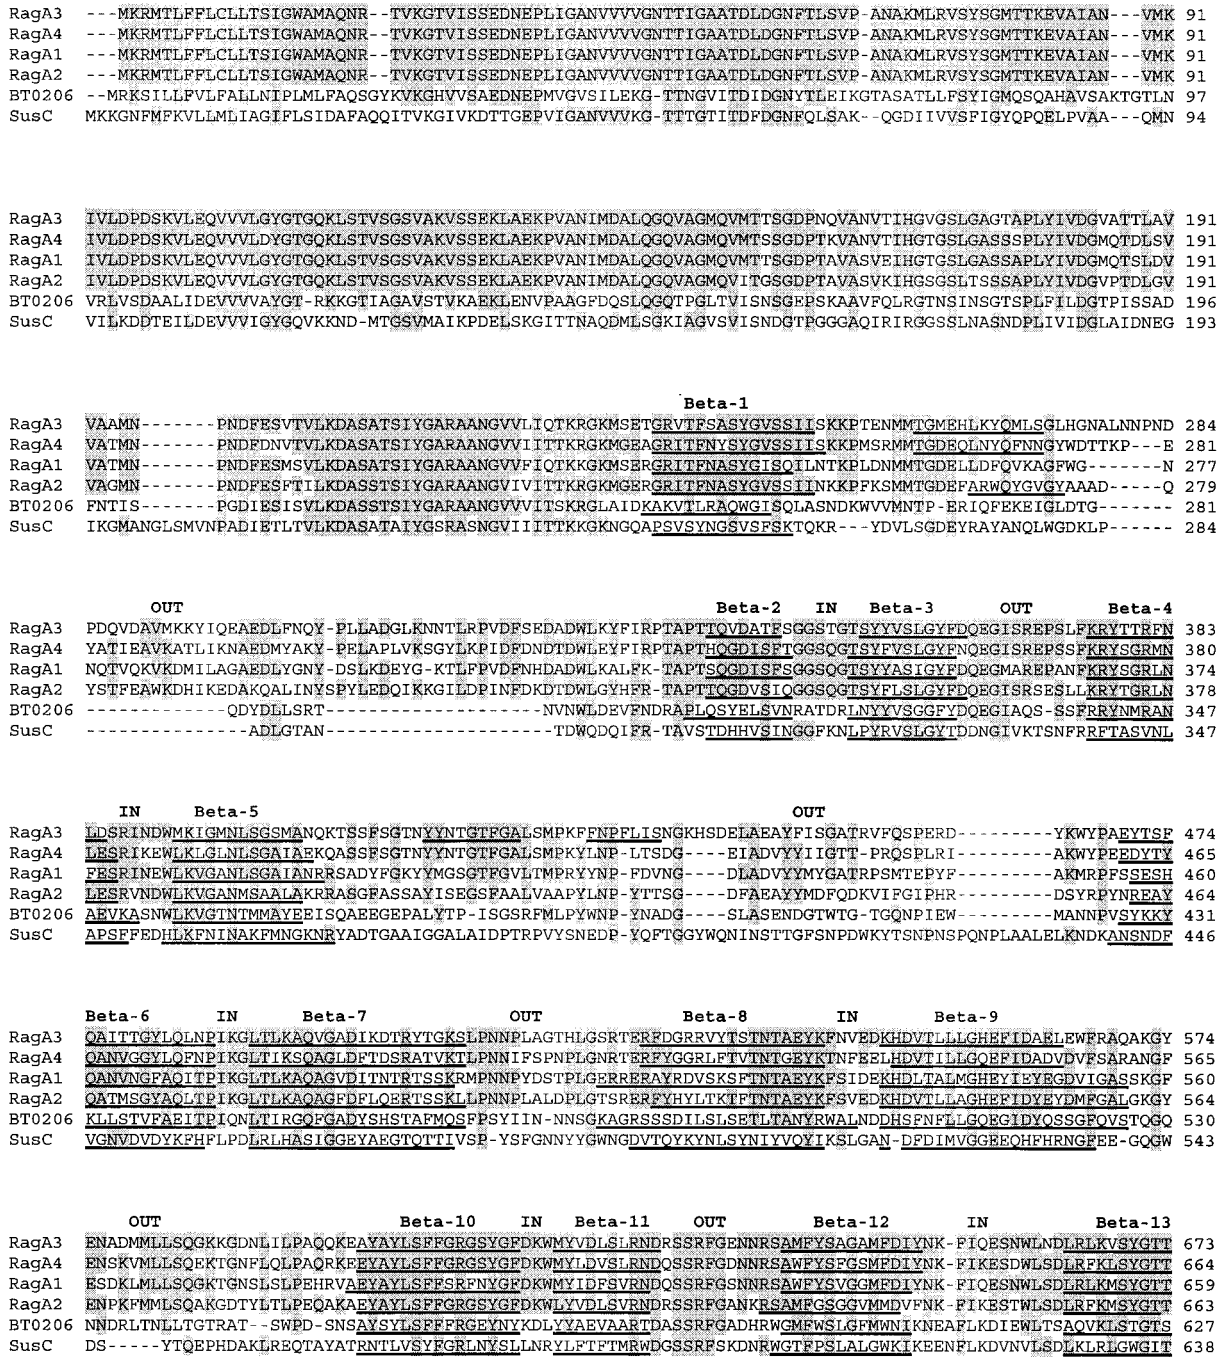 RagA3 ---MKRMTLFFLCLLTSIGWAMAQNR--TVKGTVISSEDNEPLIGANVVVVGNTTIGAATDLDGNFTLSVP-ANAKMLRVSYSGMTTKEVAIAN---VMK 91
RagA4 ---MKRMTLFFLCLLTSIGWAMAQNR--TVKGTVISSEDNEPLIGANVVVVGNTTIGAATDLDGNFTLSVP-ANAKMLRVSYSGMTTKEVAIAN---VMK 91
RagA1 ---MKRMTLFFLCLLTSIGWAMAQNR--TVKGTVISSEDNEPLIGANVVVVGNTTIGAATDLDGNFTLSVP-ANAKMLRVSYSGMTTKEVAIAN---VMK 91
RagA2 ---MKRMTLFFLCLLTSIGWAMAQNR--TVKGTVISSEDNEPLIGANVVVVGNTTIGAATDLDGNFTLSVP-ANAKMLRVSYSGMTTKEVAIAN---VMK 91
BT0206 --MRKSILLFVLFALLNIPLMLFAQSGYKVKGHVVSAEDNEPMVGVSILEKG-TTNGVITDIDGNYTLEIKGTASATLLFSYIGMQSQAHAVSAKTGTLN 97
SusC MKKGNFMFKVLLMLIAGIFLSIDAFAQQITVKGIVKDTTGEPVIGANVVVKG-TTTGTITDFDGNFQLSAK--QGDIIVVSFIGYQPQELPVAA---QMN 94
RagA3 IVLDPDSKVLEQVVVLGYGTGQKLSTVSGSVAKVSSEKLAEKPVANIMDALQGQVAGMQVMTTSGDPNQVANVTIHGVGSLGAGTAPLYIVDGVATTLAV 191
RagA4 IVLDPDSKVLEQVVVLDYGTGQKLSTVSGSVAKVSSEKLAEKPVANIMDALQGQVAGMQVMTSSGDPTKVANVTIHGTGSLGASSSPLYIVDGMQTDLSV 191
RagA1 IVLDPDSKVLEQVVVLGYGTGQKLSTVSGSVAKVSSEKLAEKPVANIMDALQGQVAGMQVMTTSGDPTAVASVEIHGTGSLGASSAPLYIVDGMQTSLDV 191
RagA2 IVLDPDSKVLEQVVVLGYGTGQKLSTVSGSVAKVSSEKLAEKPVANIMDALQGQVAGMQVITGSGDPTAVASVKIHGSGSLTSSSAPLYIVDGVPTDLGV 191
BT0206 VRLVSDAALIDEVVVVAYGT-RKKGTIAGAVSTVKAEKLENVPAAGFDQSLQGQTPGLTVISNSGEPSKAAVFQLRGTNSINSGTSPLFILDGTPISSAD 196
SusC VILKDDTEILDEVVVIGYGQVKKND-MTGSVMAIKPDELSKGITTNAQDMLSGKIAGVSVISNDGTPGGGAQIRIRGGSSLNASNDPLIVIDGLAIDNEG 193
Beta-1
RagA3 VAAMN-------PNDFESVTVLKDASATSIYGARAANGVVLIQTKRGKMSETGRVTFSASYGVSSIISKKPTENMMTGMEHLKYQMLSGLHGNALNNPND 284
RagA4 VATMN-------PNDFDNVTVLKDASATSIYGARAANGVVIITTKRGKMGEAGRITFNYSYGVSSIISKKPMSRMMTGDEQLNYQFNNGYWDTTKP---E 281
RagA1 VATMN-------PNDFESMSVLKDASATSIYGARAANGVVFIQTKKGKMSERGRITFNASYGISQILNTKPLDNMMTGDELLDFQVKAGFWG-------N 277
RagA2 VAGMN-------PNDFESFTILKDASSTSIYGARAANGVVIVITKRGKMGERGRITFNASYGVSSIINKKPFKSMMTGDEFARWQYGVGYAAAD-----Q 279
BT0206 FNTIS-------PGDIESISVLKDASATSIYGARAANGVVVITSKRGLAIDKAKVTLRAQWGISQLASNDKWVVMNTP-ERIQFEKEIGLDTG------- 281
SusC IKGMANGLSMVNPADIETLTVLKDASATAIYGSRASNGVIIITTKKGKNGQAPSVSYNGSVSFSKTQKR---YDVLSGDEYRAYANQLWGDKLP------ 284
OUT Beta-2 IN Beta-3 OUT Beta-4
RagA3 PDQVDAVMKKYIQEAEDLFNQY-PLLADGLKNNTLRPVDFSEDADWLKYFIRPTAPTTQVDATFSGGSTGTSYYVSLGYFDQEGISREPSLFKRYTTRFN 383
RagA4 YATIEAVKATLIKNAEDMYAKY-PELAPLVKSGYLKPIDFDNDTDWLEYFIRPTAPTHQGDISFTGGSQGTSYFVSLGYFNQEGISREPSSFKRYSGRMN 380
RagA1 NQTVQKVKDMILAGAEDLYGNY-DSLKDEYG-KTLFPVDFNHDADWLKALFK-TAPTSQGDISFSGGSQGTSYYASIGYFDQEGMAREPANFKRYSGRLN 374
RagA2 YSTFEAWKDHIKEDAKQALINYSPYLEDQIKKGILDPINFDKDTDWLGYHFR-TAPTTQGDVSIQGGSQGTSYFLSLGYFDQEGISRSESLLKRYTGRLN 378
BT0206 -------------QDYDLLSRT--------------------NVNWLDEVFNDRAPLQSYELSVNRATDRLNYYVSGGFYDQEGIAQS-SSFRRYNMRAN 347
SusC ---------------ADLGTAN--------------------TDWQDQIFR-TAVSTDHHVSINGGFKNLPYRVSLGYTDDNGIVKTSNFRRFTASVNL 347
IN Beta-5 OUT
RagA3 LDSRINDWMKIGMNLSGSMANQKTSSFSGTNYYNTGTFGALSMPKFFNPFLISNGKHSDELAEAYFISGATRVFQSPERD---------YKWYPAEYTSF 474
RagA4 LESRIKEWLKLGLNLSGAIAEKQASSFSGTNYYNTGTFGALSMPKYLNP-LTSDG----EIADVYYIIGTT-PRQSPLRI---------AKWYPEEDYTY 465
RagA1 FESRINEWLKVGANLSGAIANRRSADYFGKYYMGSGTFGVLTMPRYYNP-FDVNG----DLADVYYMYGATRPSMTEPYF---------AKMRPFSSESH 460
RagA2 LESRVNDWLKVGANMSAALAKRRASGFASSAYISEGSFAALVAAPYLNP-YTTSG----DFAEAYYMDFQDKVIFGIPHR---------DSYRPYNREAY 464
BT0206 AEVKASNWLKVGTNTMMAYEEISQAEEGEPALYTP-ISGSRFMLPYWNP-YNADG----SLASENDGTWTG-TGQNPIEW---------MANNPVSYKKY 431
SusC APSFFEDHLKFNINAKFMNGKNRYADTGAAIGGALAIDPTRPVYSNEDP-YQFTGGYWQNINSTTGFSNPDWKYTSNPNSPQNPLAALELKNDKANSNDF 446
Beta-6 IN Beta-7 OUT Beta-8 IN Beta-9
RagA3 QAITTGYLQLNPIKGLTLKAQVGADIKDTRYTGKSLPNNPLAGTHLGSRTERFDGRRVYTSTNTAEYKFNVEDKHDVTLLLGHEFIDAELEWFRAQAKGY 574
RagA4 QANVGGYLQFNPIKGLTIKSQAGLDFTDSRATVKTLPNNIFSPNPLGNRTERFYGGRLFTVTNTGEYKTNFEELHDVTILLGQEFIDADVDVFSARANGF 565
RagA1 QANVNGFAQITPIKGLTLKAQAGVDITNTRTSSKRMPNNPYDSTPLGERRERAYRDVSKSFTNTAEYKFSIDEKHDLTALMGHEYIEYEGDVIGASSKGF 560
RagA2 QATMSGYAQLTPIKGLTLKAQAGFDFLQERTSSKLLPNNPLALDPLGTSRERFYHYLTKTFTNTAEYKFSVEDKHDVTLLLGHEFIDYEYDMFGALGKGY 564
BT0206 KLLSTVFAEITPIQNLTIRGQFGADYSHSTAFMQSFPSYIIN-NNSGKAGRSSSDILSLSETLTANYRWALNDDHSFNFLLGQEGIDYQSSGFQVSTQGQ 530
SusC VGNVDVDYKFHFLPDLRLHASIGGEYAEGTQTTIVSP-YSFGNNYYGWNGDVTQYKYNLSYNIYVQYIKSLGAN-DFDIMVGGEEQHFHRNGFEE-GQGW 543
OUT Beta-10 IN Beta-11 OUT Beta-12 IN Beta-13
RagA3 ENADMMLLSQGKKGDNLILPAQQKEAYAYLSFFGRGSYGFDKWMYVDLSLRNDRSSRFGENNRSAMFYSAGAMFDIYNK-FIQESNWLNDLRLKVSYGTT 673
RagA4 ENSKVMLLSQEKTGNFLQLPAQRKEEYAYLSFFGRGSYGFDKWMYLDVSLRNDQSSRFGDNNRSAWFYSFGSMFDIYNK-FIKESDWLSDLRFKLSYGTT 664
RagA1 ESDKLMLLSQGKTGNSLSLPEHRVAEYAYLSFFSRFNYGFDKWMYIDFSVRNDQSSRFGSNNRSAWFYSVGGMFDIYNK-FIQESNWLSDLRLKMSYGTT 659
RagA2 ENPKFMMLSQAKGDTYLTLPEQAKAEYAYLSFFGRGSYGFDKWLYVDLSVRNDRSSRFGANKRSAMFGSGGVMMDVFNK-FIKESTWLSDLRFKMSYGTT 663
BT0206 NNDRLTNLLTGTRAT--SWPD-SNSAYSYLSFFFRGEYNYKDLYYAEVAARTDASSRFGADHRWGMFWSLGFMWNIKNEAFLKDIEWLTSAQVKLSTGTS 627
SusC DS-----YTQEPHDAKLREQTAYATRNTLVSYFGRLNYSLLNRYLFTFTMRWDGSSRFSKDNRWGTFPSLALGWKIKEENFLKDVNVLSDLKLRLGWGIT 638